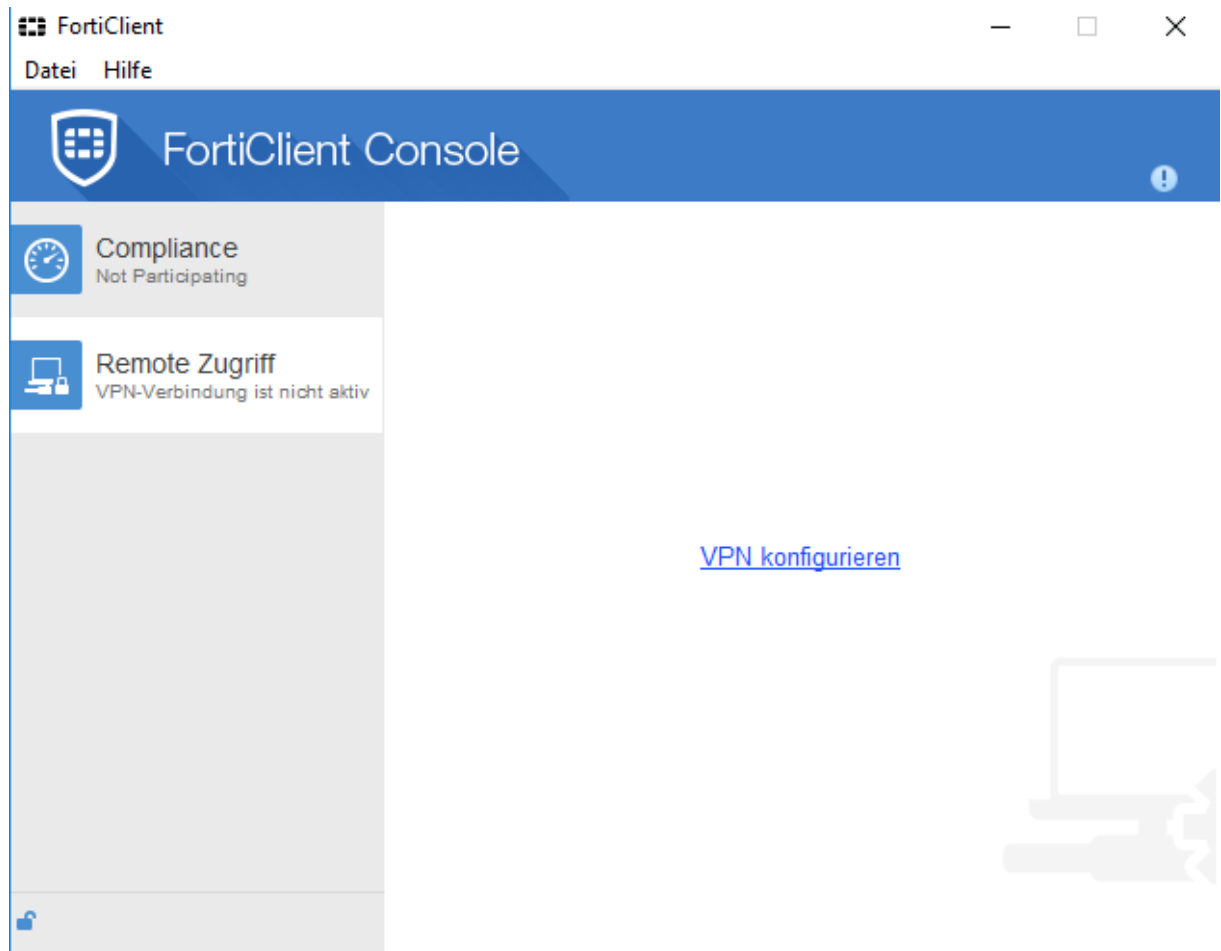 FortiClient
Datei Hilfe
FortiClient Console
Compliance
Not Participating
Remote Zugriff
VPN-Verbindung ist nicht aktiv
VPN konfigurieren